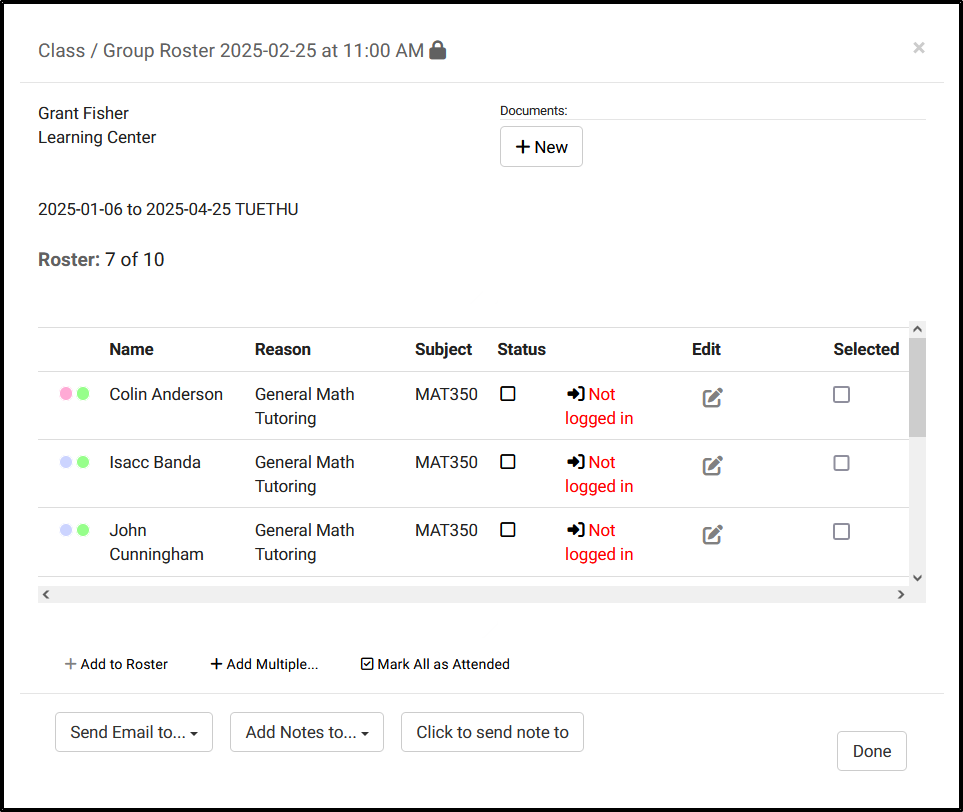 Class / Group Roster 2025-02-25 at 11:00 AM
×
Grant Fisher
Learning Center
Documents:
+ New
2025-01-06 to 2025-04-25 TUETHU
Roster: 7 of 10
Name Reason Subject Status Edit Selected
Colin Anderson General Math MAT350 Not
Tutoring logged in
Isacc Banda General Math MAT350 Not
Tutoring logged in
John General Math MAT350 Not
Cunningham Tutoring logged in
+ Add to Roster + Add Multiple... Mark All as Attended
Send Email to... Add Notes to... Click to send note to
Done